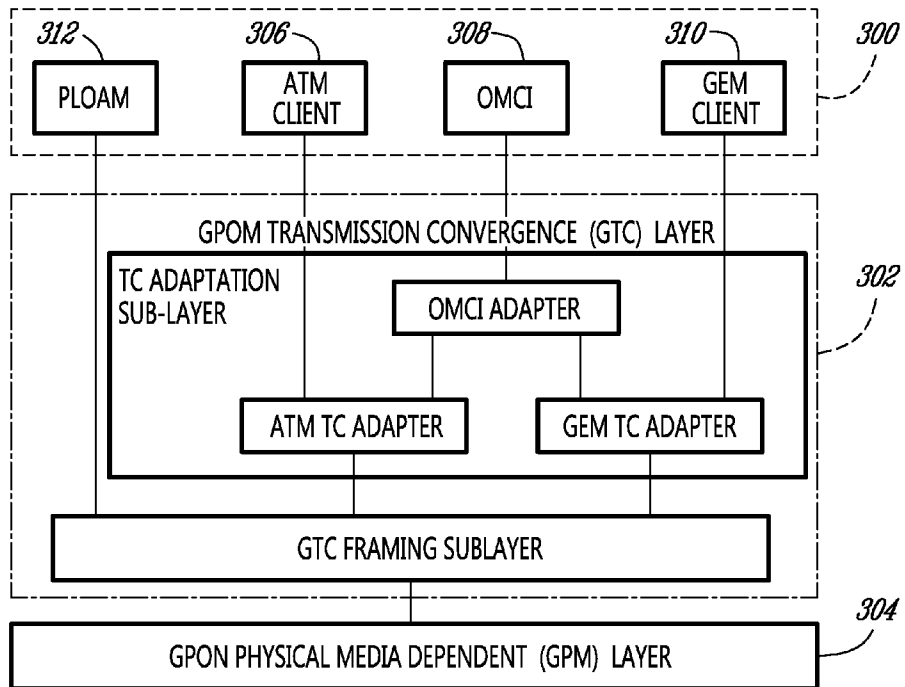 312
306
308
310
300
PLOAM
ATM
CLIENT
OMCI
GEM
CLIENT
GPOM TRANSMISSION CONVERGENCE (GTC) LAYER
TC ADAPTATION
SUB-LAYER
302
OMCI ADAPTER
ATM TC ADAPTER
GEM TC ADAPTER
GTC FRAMING SUBLAYER
304
GPON PHYSICAL MEDIA DEPENDENT (GPM) LAYER